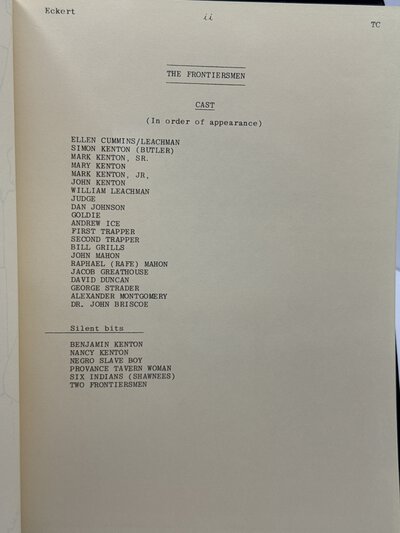 Eckert
ii
TC
THE FRONTIERSMEN
CAST
(In order of appearance)
ELLEN CUMMINS/LEACHMAN
SIMON KENTON (BUTLER)
MARK KENTON, SR.
MARY KENTON
MARK KENTON, JR.
JOHN KENTON
WILLIAM LEACHMAN
JUDGE
DAN JOHNSON
GOLDIE
ANDREW ICE
FIRST TRAPPER
SECOND TRAPPER
BILL GRILLS
JOHN MAHON
RAPHAEL (RAFE) MAHON
JACOB GREATHOUSE
DAVID DUNCAN
GEORGE STRADER
ALEXANDER MONTGOMERY
DR. JOHN BRISCOE
Silent bits
BENJAMIN KENTON
NANCY KENTON
NEGRO SLAVE BOY
PROVANCE TAVERN WOMAN
SIX INDIANS (SHAWNEES)
TWO FRONTIERSMEN